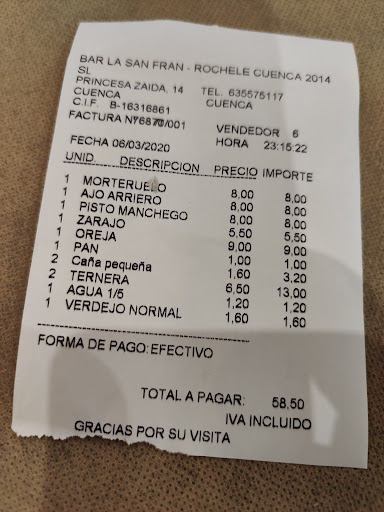 BAR LA SAN FRAN - ROCHELE CUENCA 2014
SL
PRINCESA ZAIDA, 14 TEL. 635575117
CUENCA CUENCA
C.I.F. B-16316861
FACTURA VENDEDOR 6
FECHA 06/03/2020 HORA 23:15:22
UNID. DESCRIPCION PRECIO IMPORTE
1 MORTERUELO 8,00 8,00
1 AJO ARRIERO 8,00 8,00
1 PISTO MANCHEGO 8,00 8,00
1 ZARAJO 5,50 5,50
1 OREJA 9,00 9,00
1 PAN 1,00 1,00
2 Caña pequeña 1,60 3,20
2 TERNERA 6,50 13,00
1 AGUA 1/5 1,20 1,20
1 VERDEJO NORMAL 1,60 1,60
FORMA DE PAGO: EFECTIVO
TOTAL A PAGAR: 58.50
IVA INCLUIDO
GRACIAS POR SU VISITA